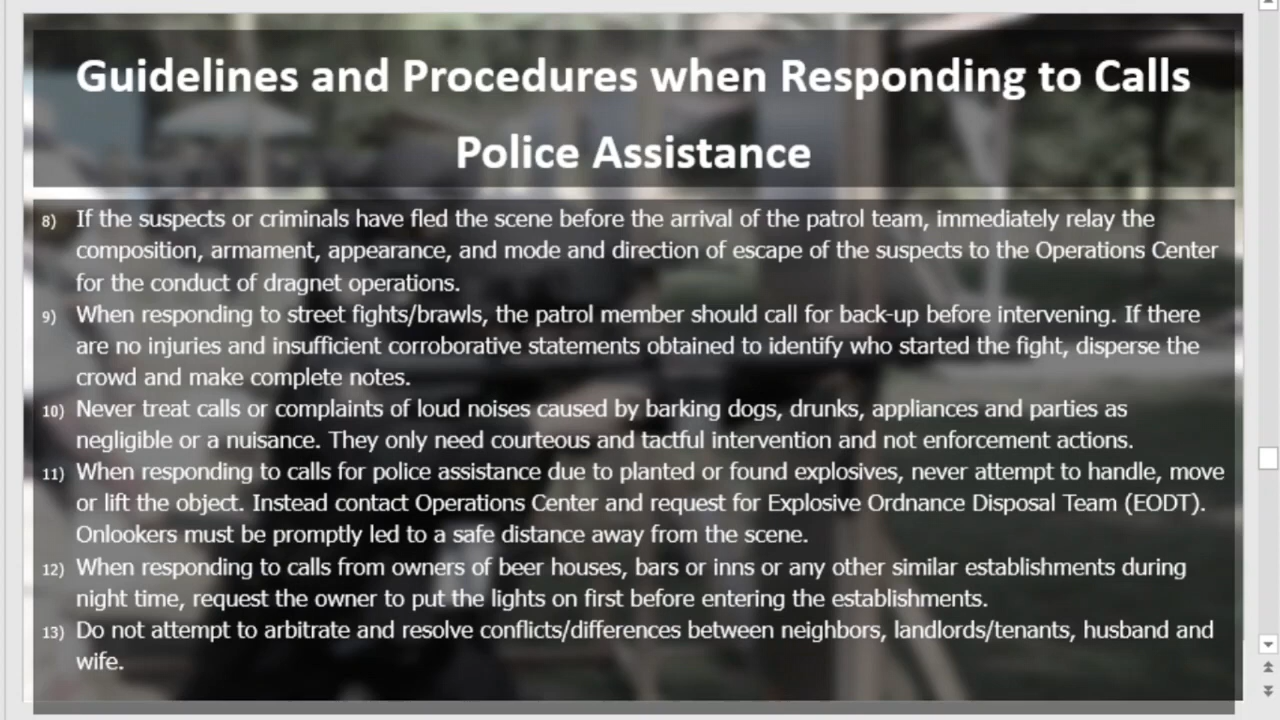 Guidelines and Procedures when Responding to Calls
Police Assistance
8) If the suspects or criminals have fled the scene before the arrival of the patrol team, immediately relay the
composition, armament, appearance, and mode and direction of escape of the suspects to the Operations Center
for the conduct of dragnet operations.
9) When responding to street fights/brawls, the patrol member should call for back-up before intervening. If there
are no injuries and insufficient corroborative statements obtained to identify who started the fight, disperse the
crowd and make complete notes.
10) Never treat calls or complaints of loud noises caused by barking dogs, drunks, appliances and parties as
negligible or a nuisance. They only need courteous and tactful intervention and not enforcement actions.
11) When responding to calls for police assistance due to planted or found explosives, never attempt to handle, move
or lift the object. Instead contact Operations Center and request for Explosive Ordnance Disposal Team (EODT).
Onlookers must be promptly led to a safe distance away from the scene.
12) When responding to calls from owners of beer houses, bars or inns or any other similar establishments during
night time, request the owner to put the lights on first before entering the establishments.
13) Do not attempt to arbitrate and resolve conflicts/differences between neighbors, landlords/tenants, husband and
wife.